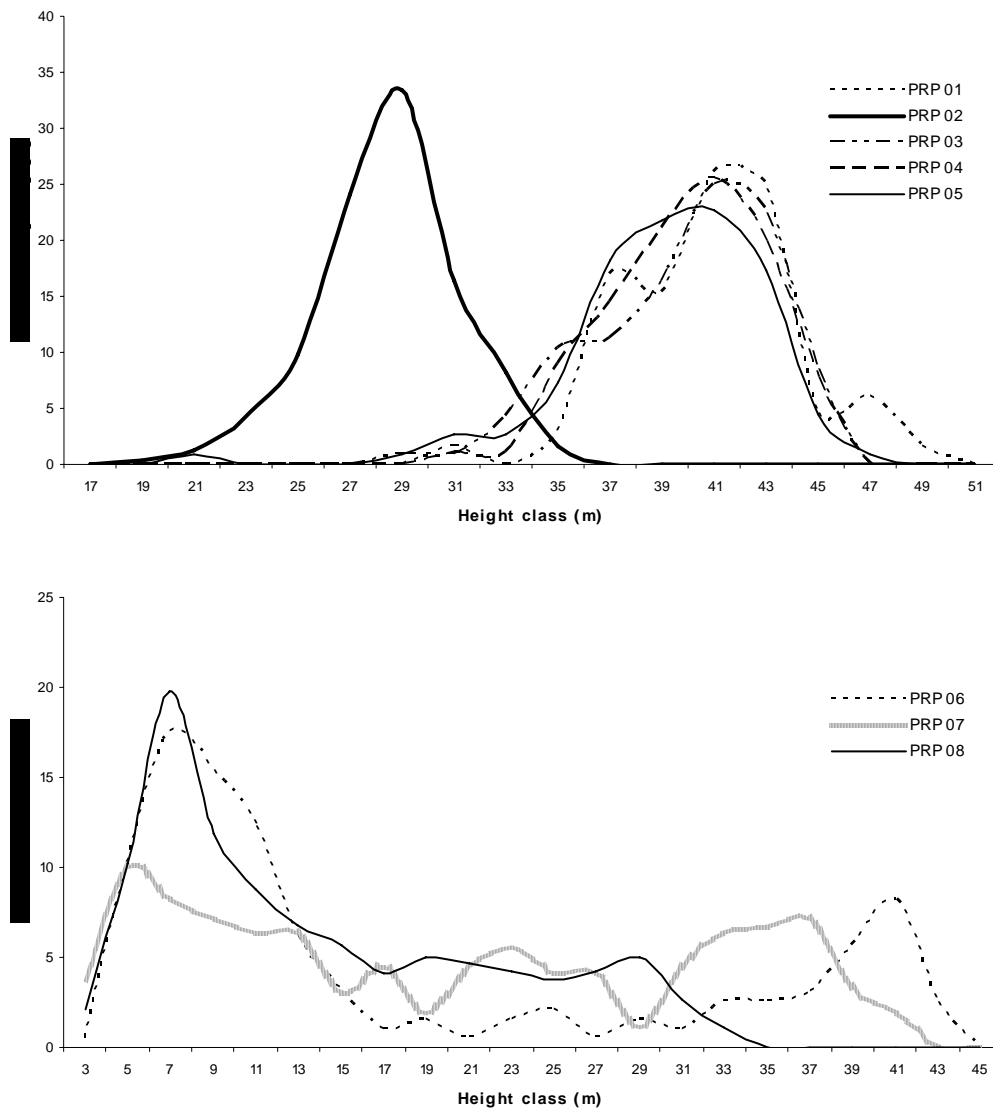 40
35
30
25
20
15
10
5
0
PRP 01
PRP 02
PRP 03
PRP 04
PRP 05
17 19 21 23 25 27 29 31 33 35 37 39 41 43 45 47 49 51
Height class (m)
25
20
15
10
5
0
PRP 06
PRP 07
PRP 08
3 5 7 9 11 13 15 17 19 21 23 25 27 29 31 33 35 37 39 41 43 45
Height class (m)